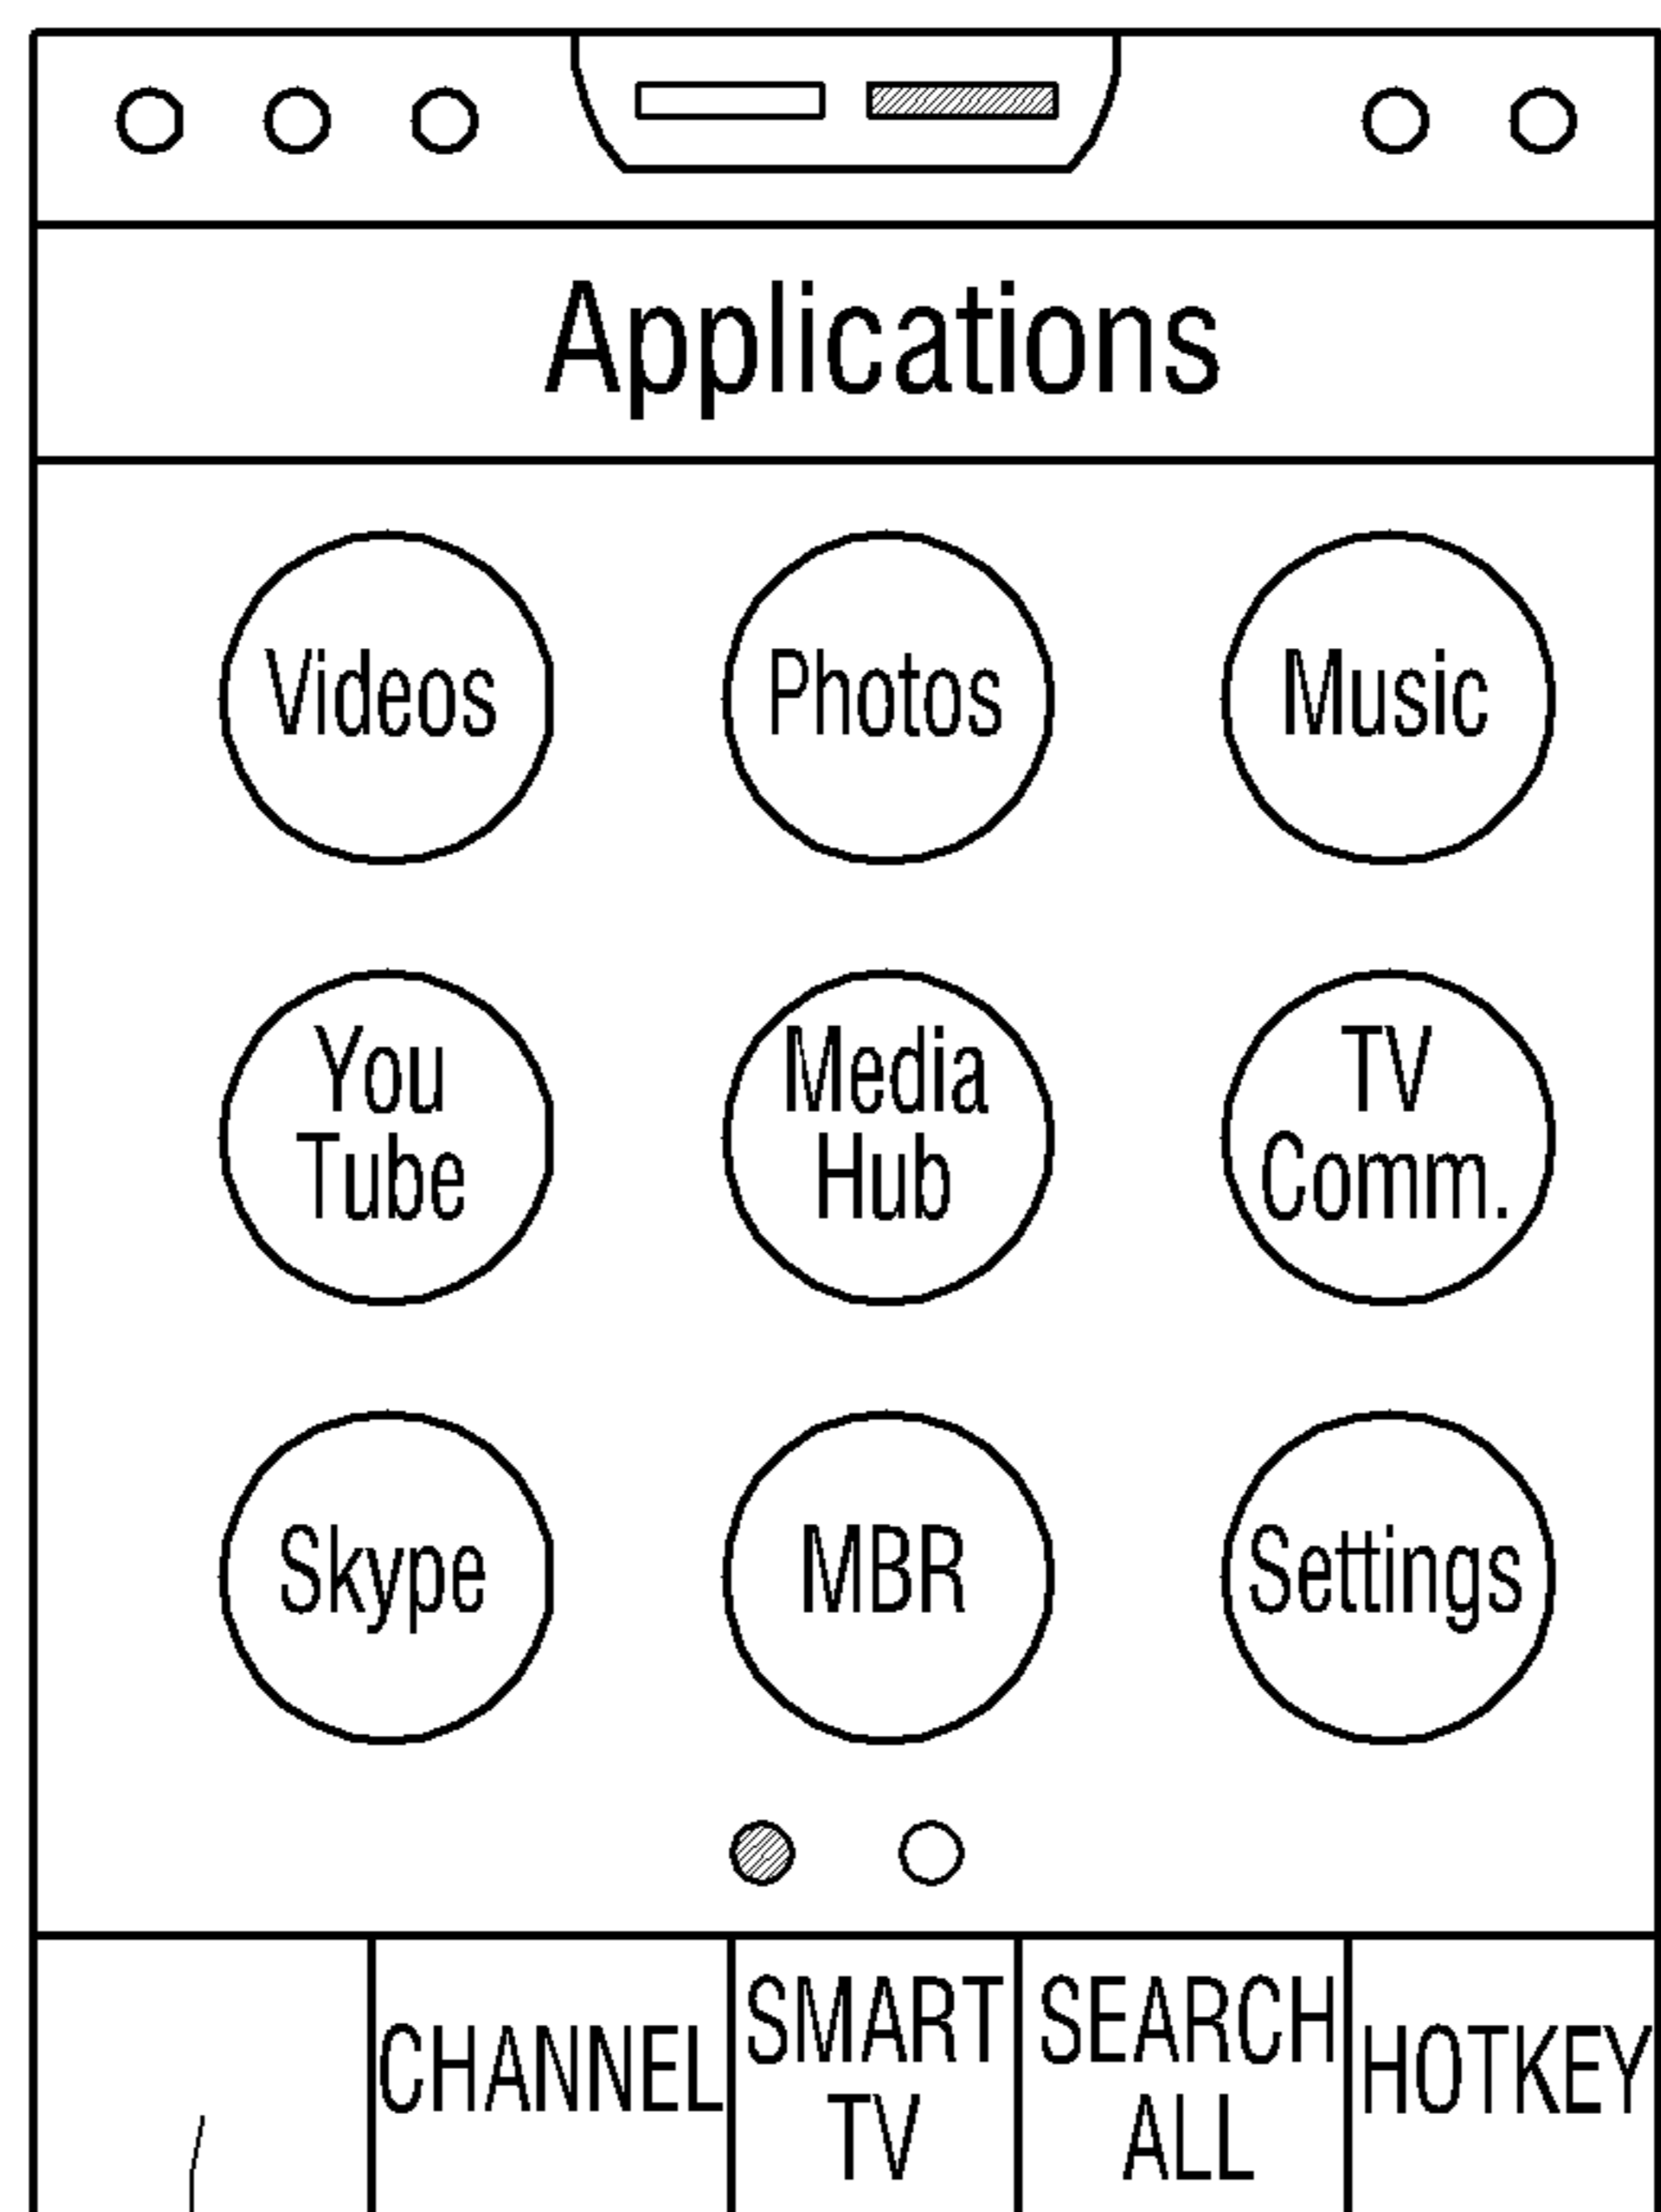 Applications
Videos
Photos
Music
You
Tube
Media
Hub
TV
Comm.
Skype
MBR
Settings
CHANNEL
SMART
TV
SEARCH
ALL
HOTKEY